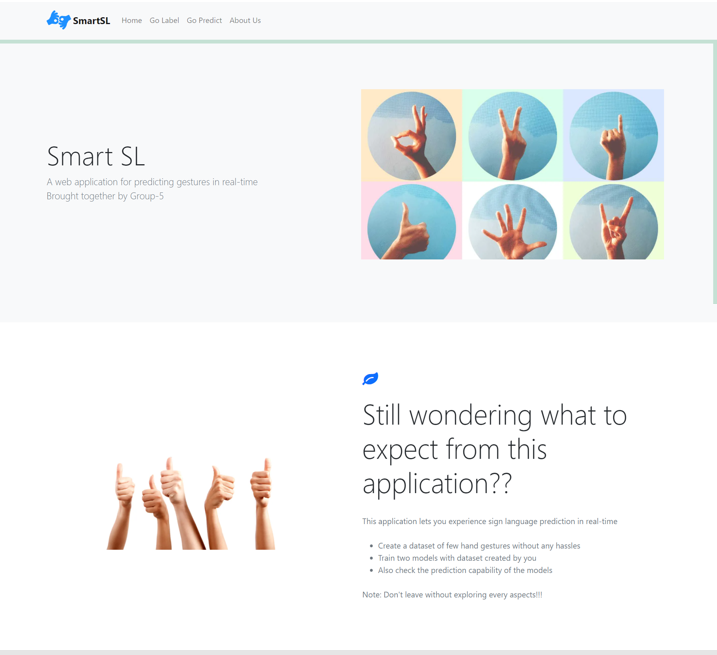 SmartSL Home Go Label Go Predict About Us
Smart SL
A web application for predicting gestures in real-time
Brought together by Group-5
Still wondering what to
expect from this
application??
This application lets you experience sign language prediction in real-time
Create a dataset of few hand gestures without any hassles
Train two models with dataset created by you
Also check the prediction capability of the models
Note: Don't leave without exploring every aspects!!!